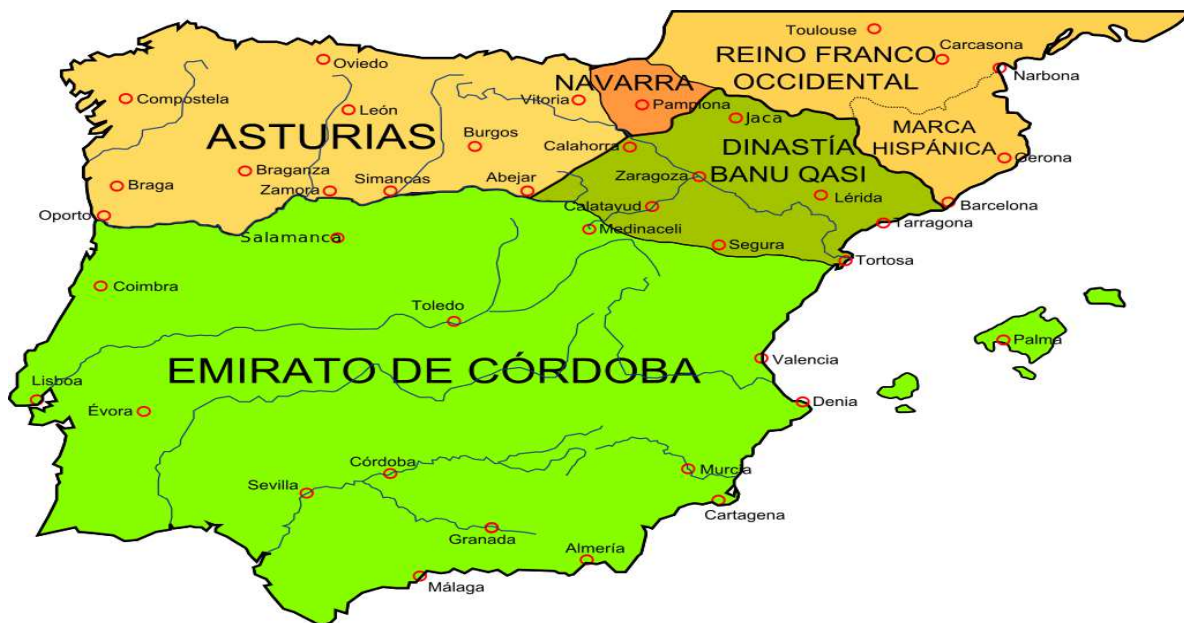 Toulouse
REINO FRANCO
OCCIDENTAL
Carcasona
Narbona
Oviedo
NAVARRA
Compostela
León
Vitoria
Pamplona
Jaca
ASTURIAS
Burgos
Calahorra
DINASTÍA
BANU QASI
MARCA
HISPÁNICA
Gerona
Braganza
Zaragoza
Braga
Zamora
Simancas
Abejar
Lérida
Barcelona
Oporto
Calatayud
Tarragona
Salamanca
Medinaceli
Segura
Tortosa
Coimbra
Toledo
Palma
EMIRATO DE CÓRDOBA
Valencia
Lisboa
Évora
Denia
Córdoba
Murcia
Sevilla
Cartagena
Granada
Almería
Málaga